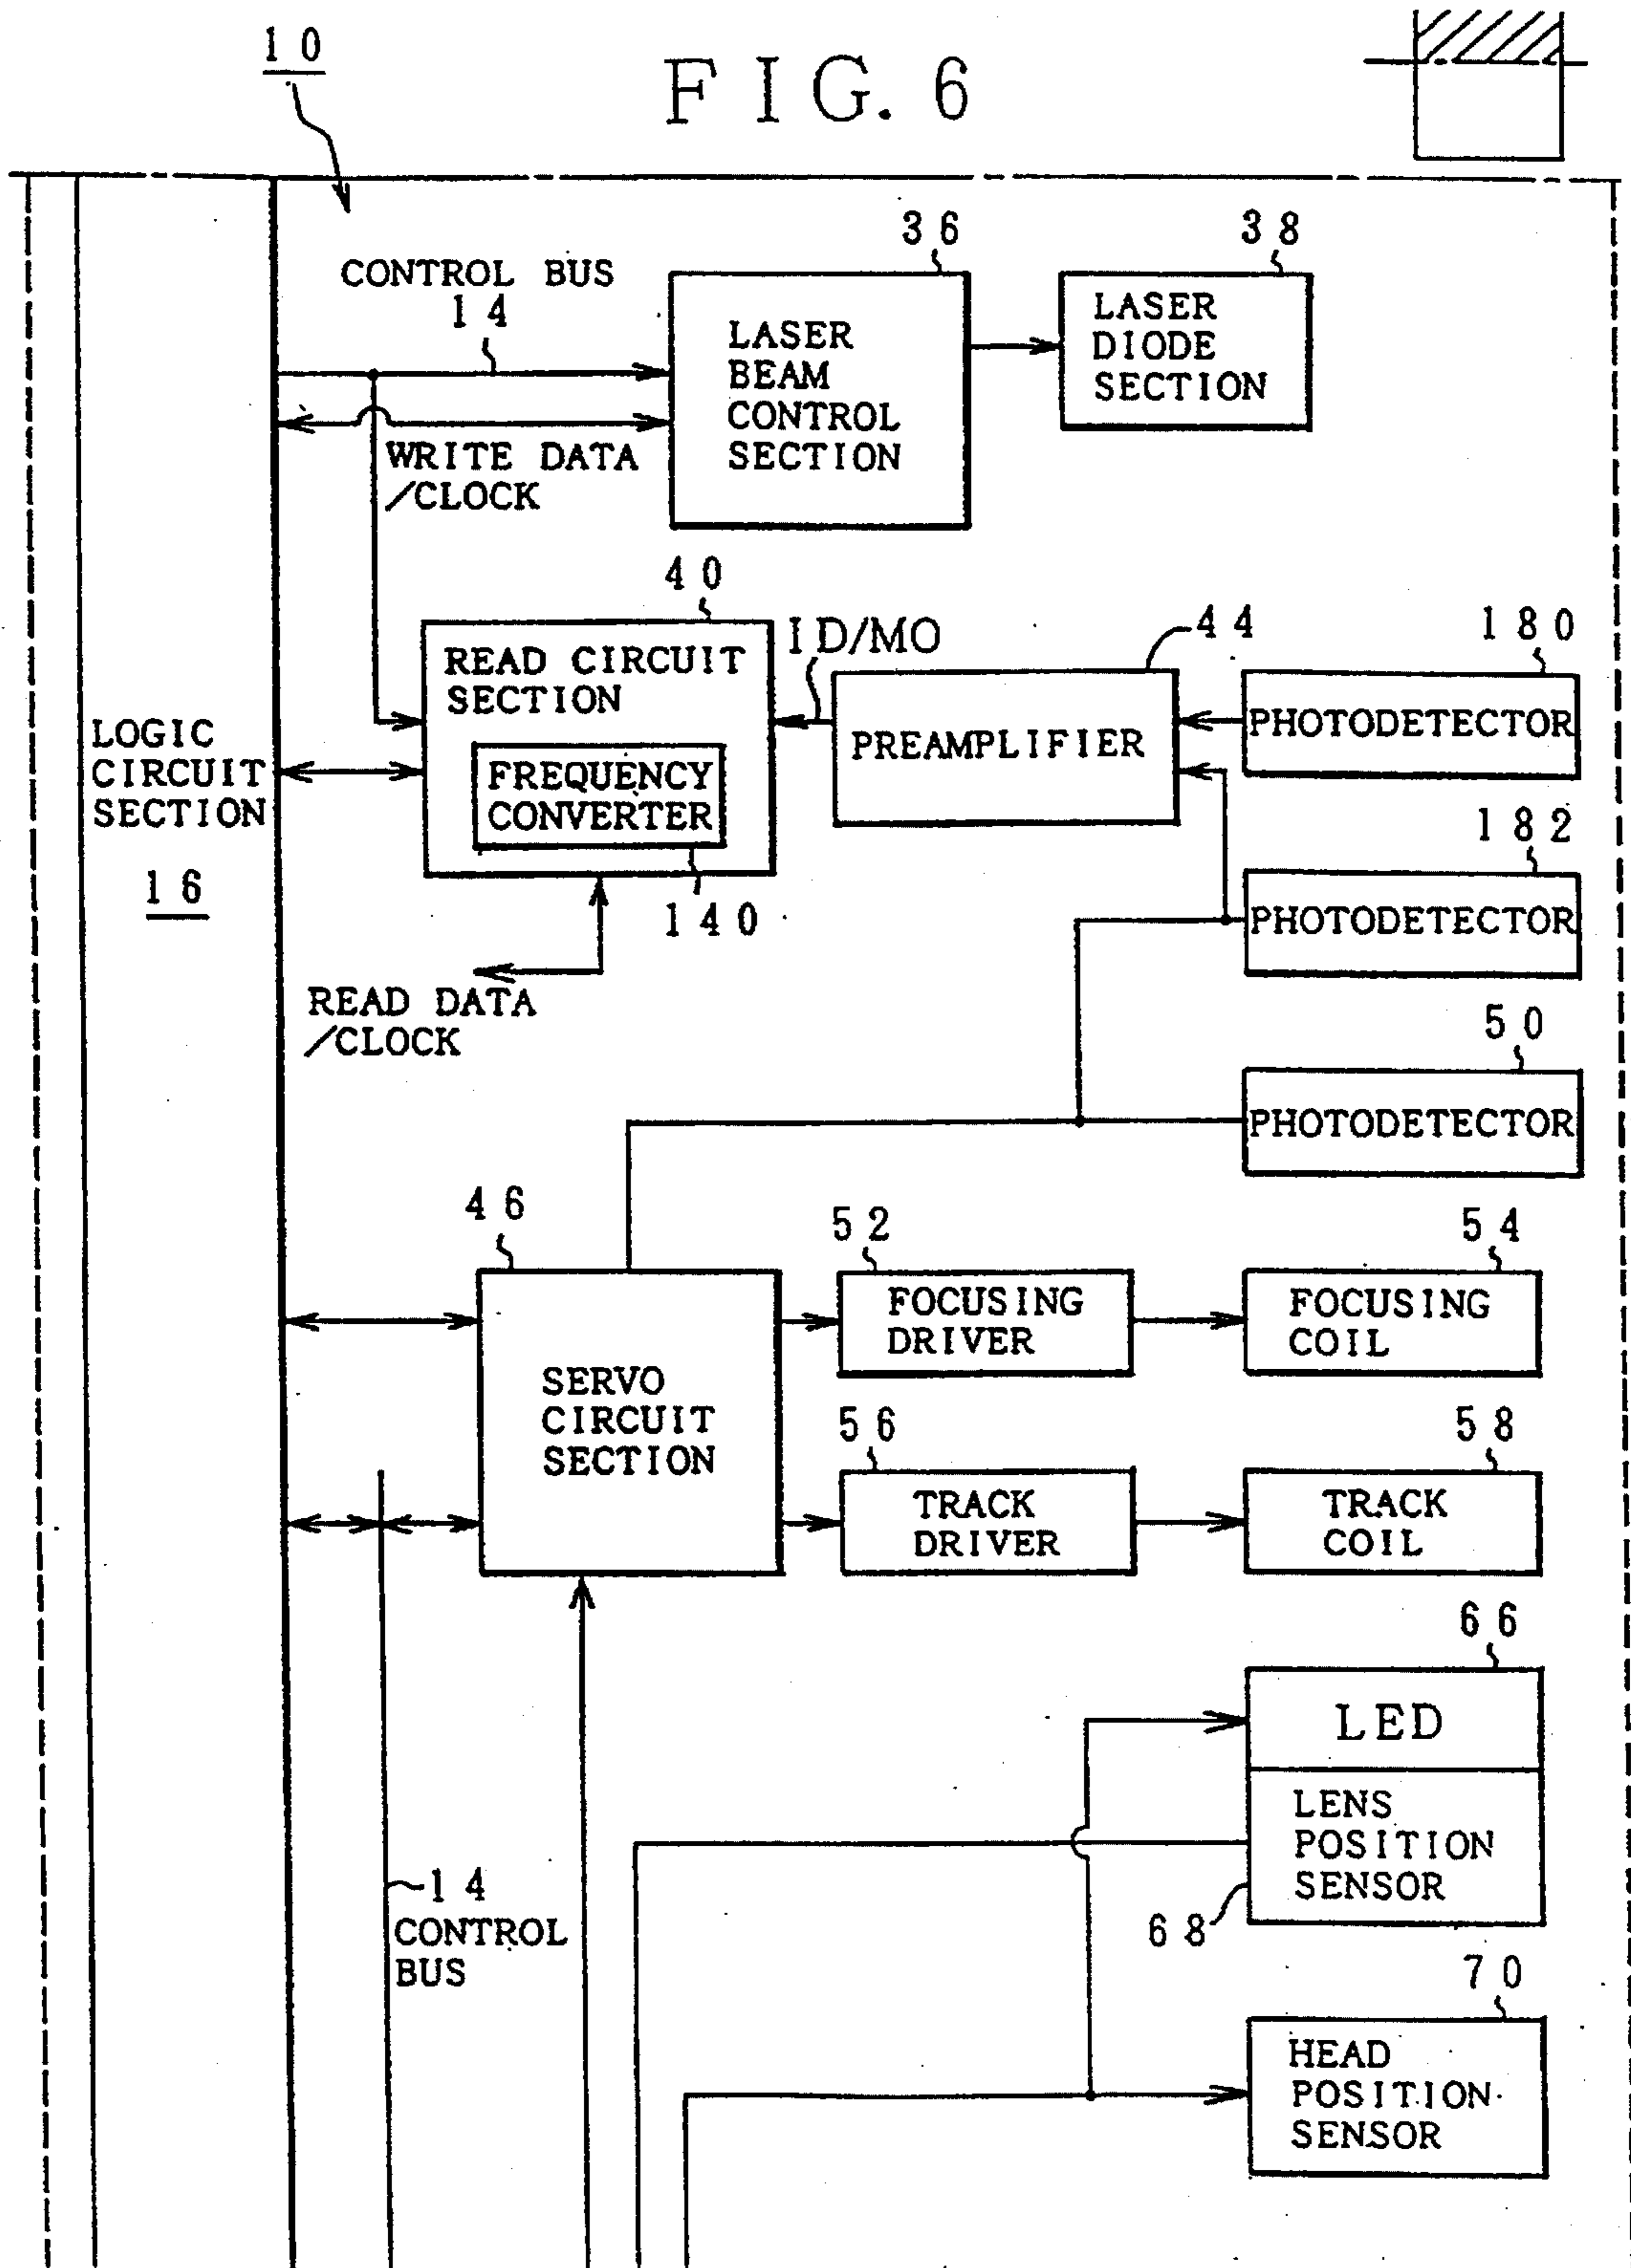 10
FIG. 6
36
38
CONTROL BUS
14
LASER
BEAM
CONTROL
SECTION
LASER
DIODE
SECTION
WRITE DATA
/CLOCK
40
ID/MO
44
180
READ CIRCUIT
SECTION
PREAMPLIFIER
PHOTODETECTOR
LOGIC
CIRCUIT
SECTION
16
FREQUENCY
CONVERTER
140
182
PHOTODETECTOR
READ DATA
/CLOCK
50
PHOTODETECTOR
46
52
54
FOCUSING
DRIVER
FOCUSING
COIL
SERVO
CIRCUIT
SECTION
56
58
TRACK
DRIVER
TRACK
COIL
66
LED
LENS
POSITION
SENSOR
68
14
CONTROL
BUS
70
HEAD
POSITION
SENSOR